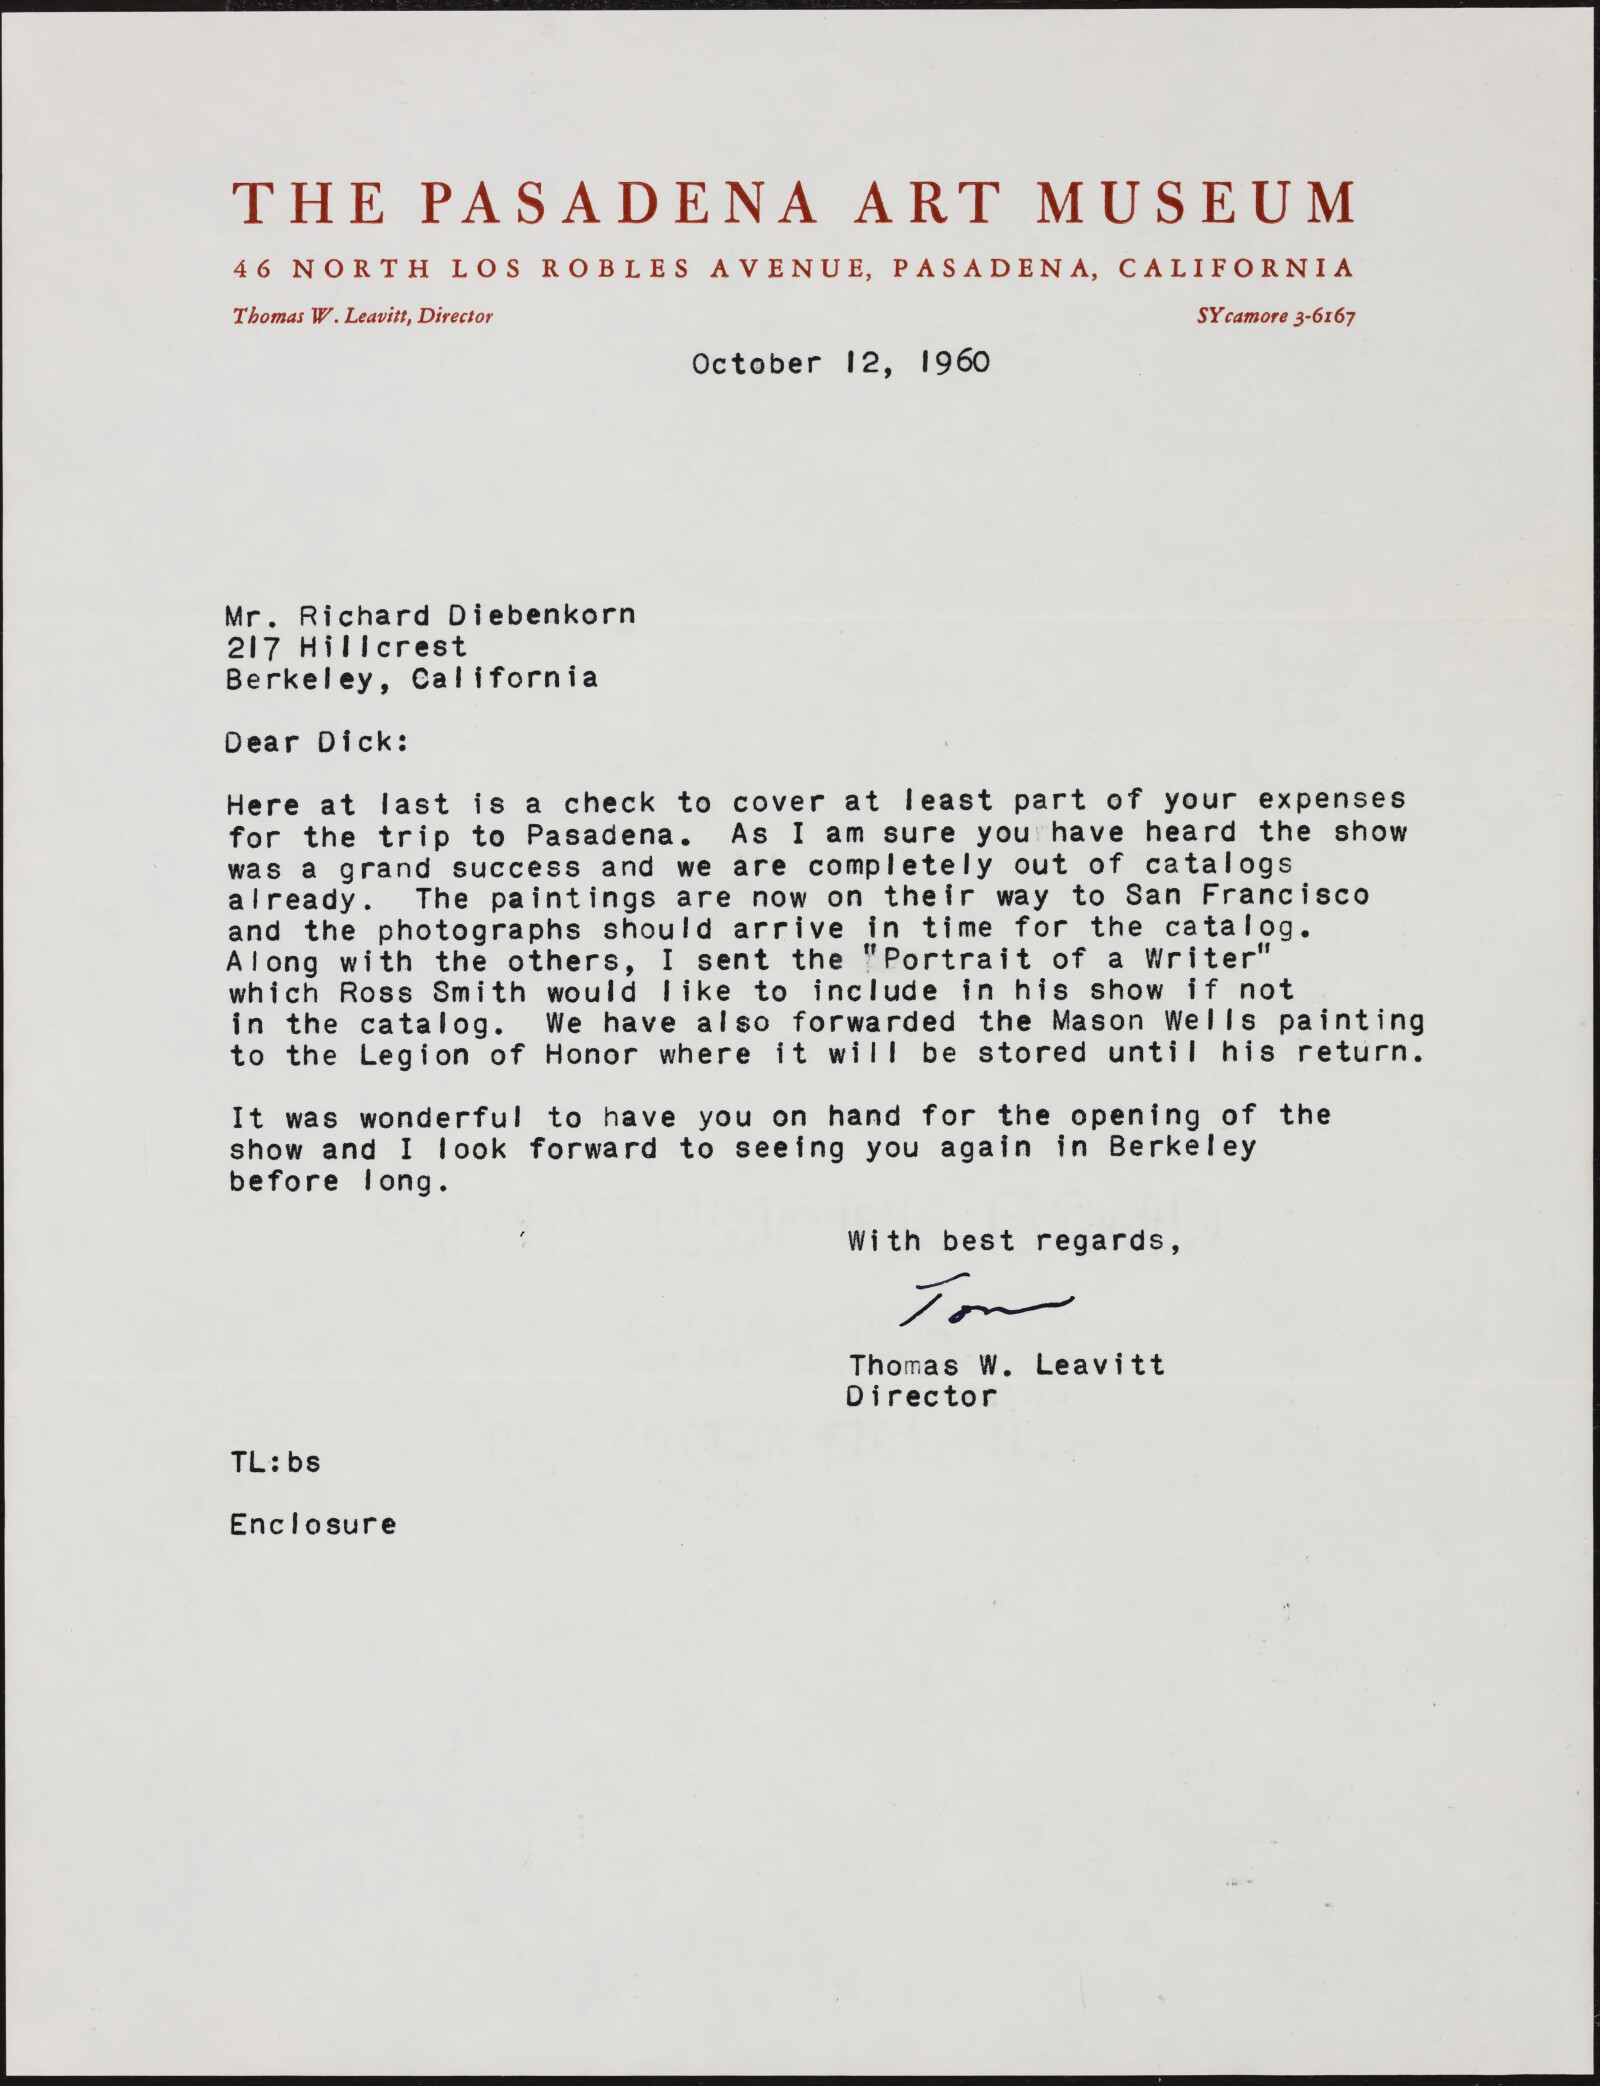 THE PASADENA ART MUSEUM
46 NORTH LOS ROBLES AVENUE, PASADENA, CALIFORNIA
Thomas W. Leavitt, Director SYcamore 3-6167
October 12, 1960
Mr. Richard Diebenkorn
217 Hillcrest
Berkeley, California
Dear Dick:
Here at last is a check to cover at least part of your expenses
for the trip to Pasadena. As I am sure you have heard the show
was a grand success and we are completely out of catalogs
already. The paintings are now on their way to San Francisco
and the photographs should arrive in time for the catalog.
Along with the others, I sent the "Portrait of a Writer"
which Ross Smith would like to include in his show if not
in the catalog. We have also forwarded the Mason Wells painting
to the Legion of Honor where it will be stored until his return.
It was wonderful to have you on hand for the opening of the
show and I look forward to seeing you again in Berkeley
before long.
With best regards,
Tom
Thomas W. Leavitt
Director
TL:bs
Enclosure